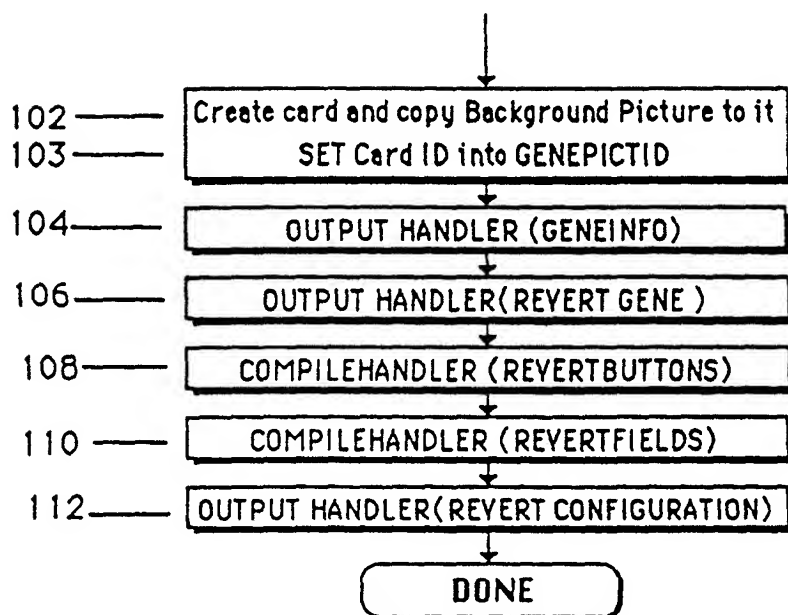 102 Create card and copy Background Picture to it
103 SET Card ID into GENEPICTID
104 OUTPUT HANDLER (GENEINFO)
106 OUTPUT HANDLER(REVERT GENE )
108 COMPILEHANDLER (REVERTBUTTONS)
110 COMPILEHANDLER (REVERTFIELDS)
112 OUTPUT HANDLER(REVERT CONFIGURATION)
DONE